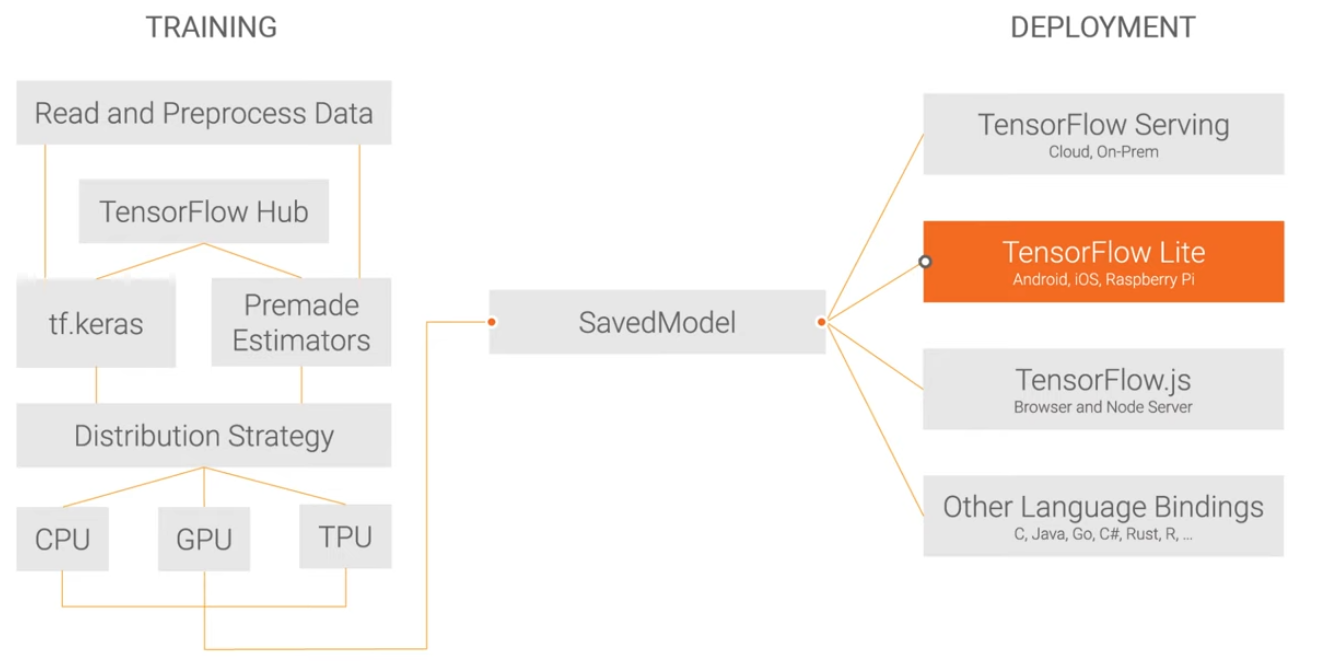 TRAINING
Read and Preprocess Data
TensorFlow Hub
tf.keras
Premade
Estimators
Distribution Strategy
CPU
GPU
TPU
SavedModel
DEPLOYMENT
TensorFlow Serving
Cloud, On-Prem
TensorFlow Lite
Android, iOS, Raspberry Pi
TensorFlow.js
Browser and Node Server
Other Language Bindings
C, Java, Go, C#, Rust, R, ...